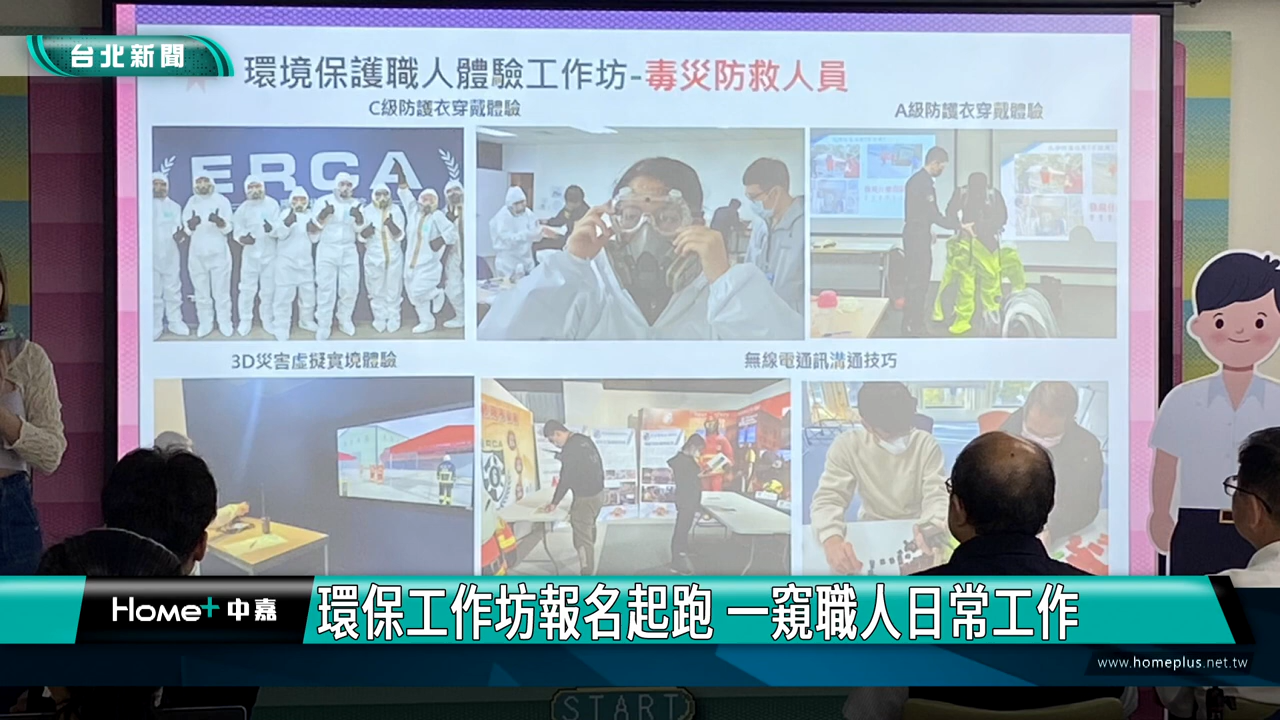 台北新聞
環境保護職人體驗工作坊-毒災防救人員
C級防護衣穿戴體驗
A級防護衣穿戴體驗
ERCA
3D災害虛擬實境體驗
無線電通訊溝通技巧
ERCA
Home+ 中嘉
環保工作坊報名起跑 一窺職人日常工作
www.homeplus.net.tw
START